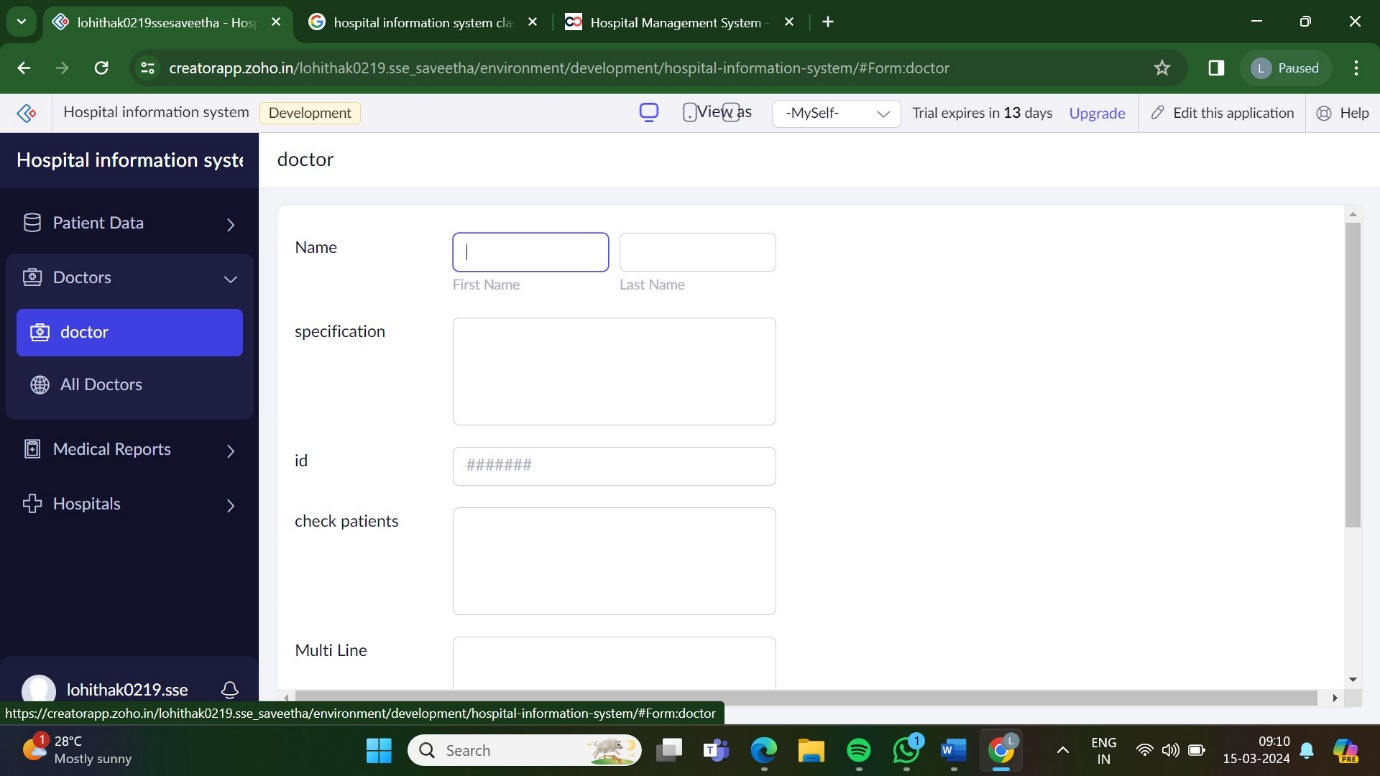 lohithak0219ssesaveetha - Hos
hospital information system cla
Hospital Management System -
creatorapp.zoho.in/lohithak0219.sse_saveetha/environment/development/hospital-information-system/#Form:doctor
L Paused
Hospital information system Development View as -MySelf- Trial expires in 13 days Upgrade Edit this application Help
Hospital information syste
doctor
Patient Data
Doctors
doctor
All Doctors
Medical Reports
Hospitals
lohithak0219.sse
Name
First Name Last Name
specification
id #######
check patients
Multi Line
https://creatorapp.zoho.in/lohithak0219.sse_saveetha/environment/development/hospital-information-system/#Form:doctor
1 28°C
Mostly sunny
Search
1
L
ENG
IN
09:10
15-03-2024
PRE